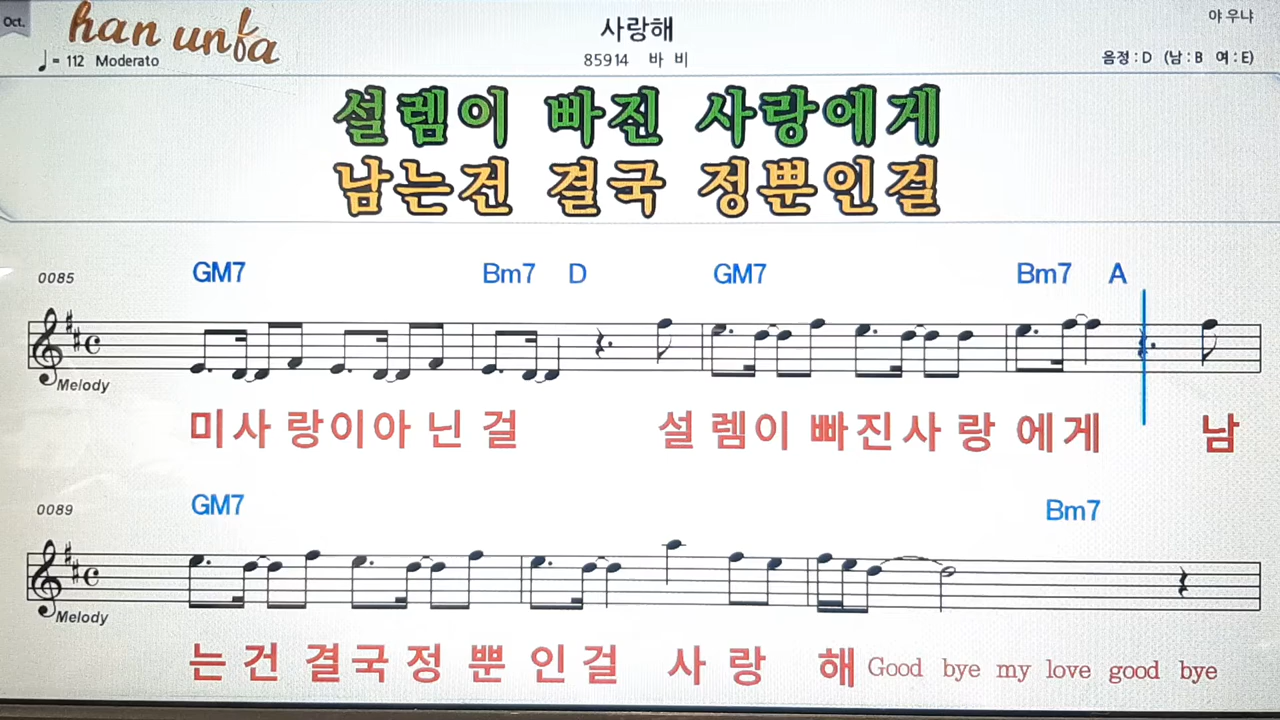 Oct.
han unfa
사랑해
야우냐
♩= 112 Moderato
85914 바 비
음정 : D (남 : B 여 : E)
설렘이 빠진 사랑에게
남는건 결국 정뿐인걸
0085
GM7 Bm7 D GM7 Bm7 A
Melody
미사 랑이아 닌 걸 설 렘이 빠진사 랑 에게 남
0089
GM7 Bm7
Melody
는 건 결국정 뿐 인걸 사 랑 해 Good bye my love good bye